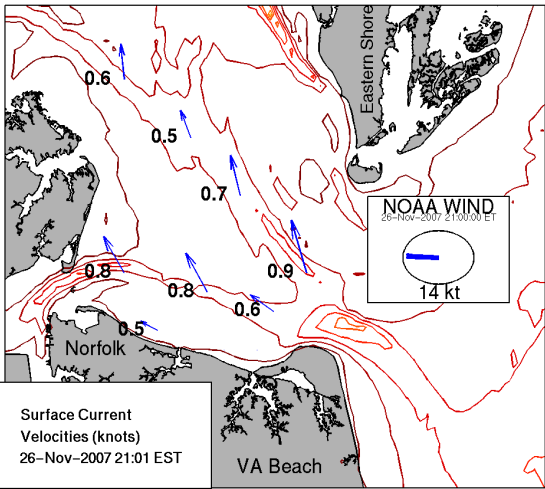 Eastern Shore
0.6
0.5
0.7
NOAA WIND
26-Nov-2007 21:00:00 ET
14 kt
0.9
0.8
0.8
0.6
0.5
Norfolk
VA Beach
Surface Current
Velocities (knots)
26-Nov-2007 21:01 EST